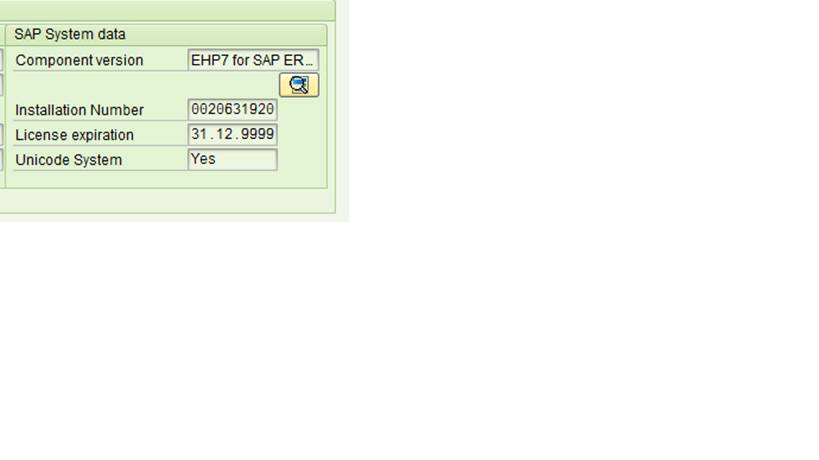 SAP System data
Component version EHP7 for SAP ER...
Installation Number 0020631920
License expiration 31.12.9999
Unicode System Yes